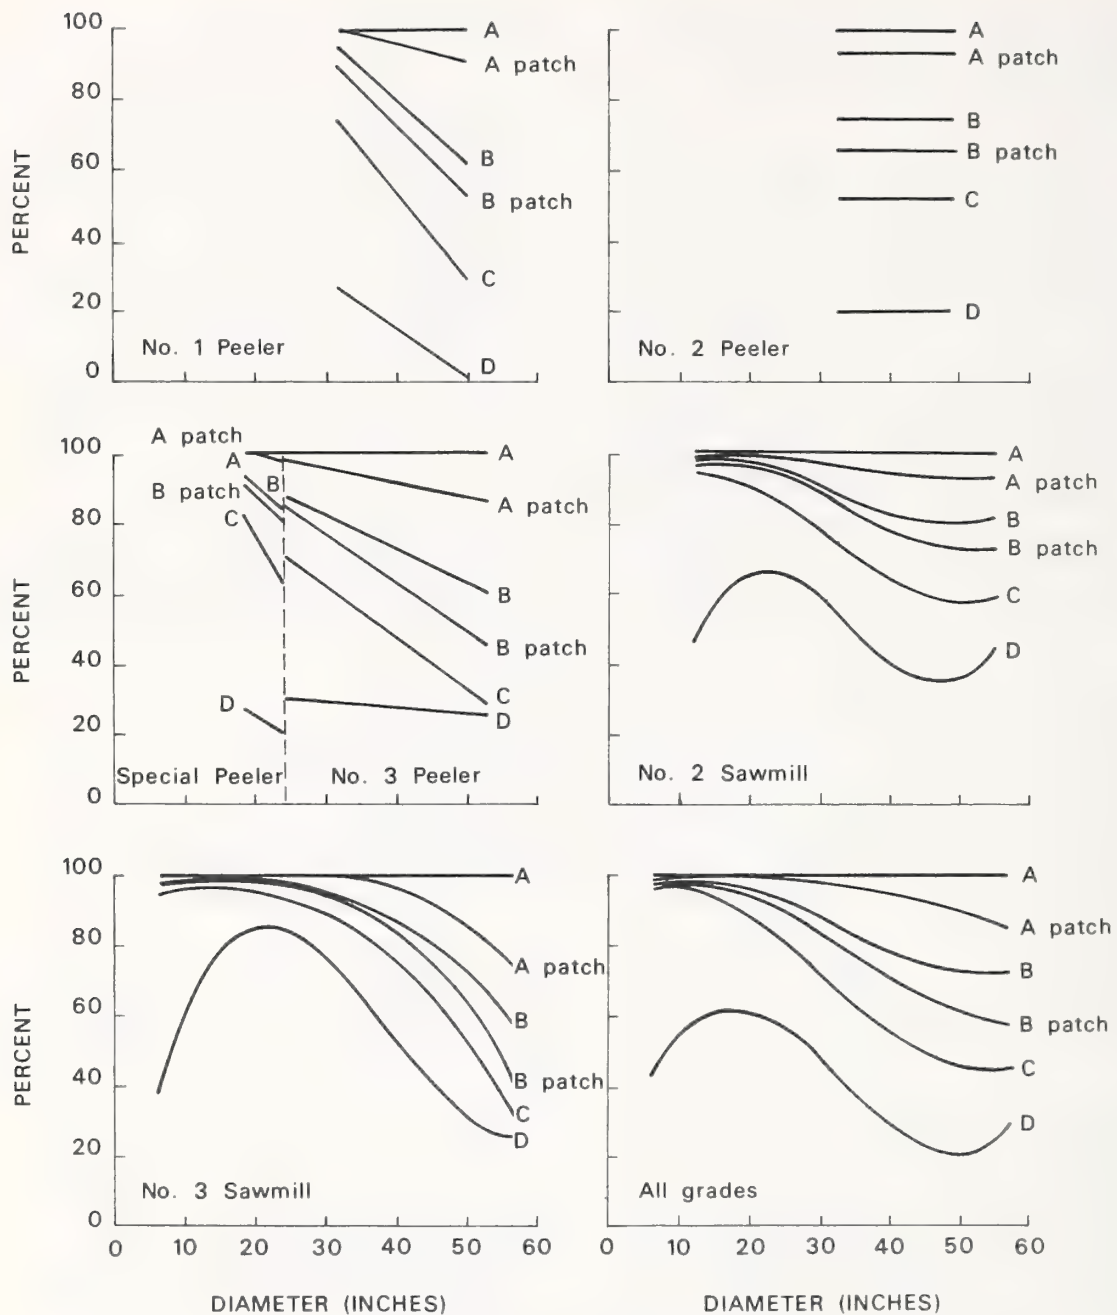 PERCENT
100
80
60
40
20
0
A
A patch
B
B patch
C
D
No. 1 Peeler
A
A patch
B
B patch
C
D
No. 2 Peeler
PERCENT
100
80
60
40
20
0
A patch
A
B patch
B
C
D
A
A patch
B
B patch
C
D
Special Peeler
No. 3 Peeler
A
A patch
B
B patch
C
D
No. 2 Sawmill
PERCENT
100
80
60
40
20
0
A
A patch
B
B patch
C
D
No. 3 Sawmill
0 10 20 30 40 50 60
DIAMETER (INCHES)
A
A patch
B
B patch
C
D
All grades
10 20 30 40 50 60
DIAMETER (INCHES)